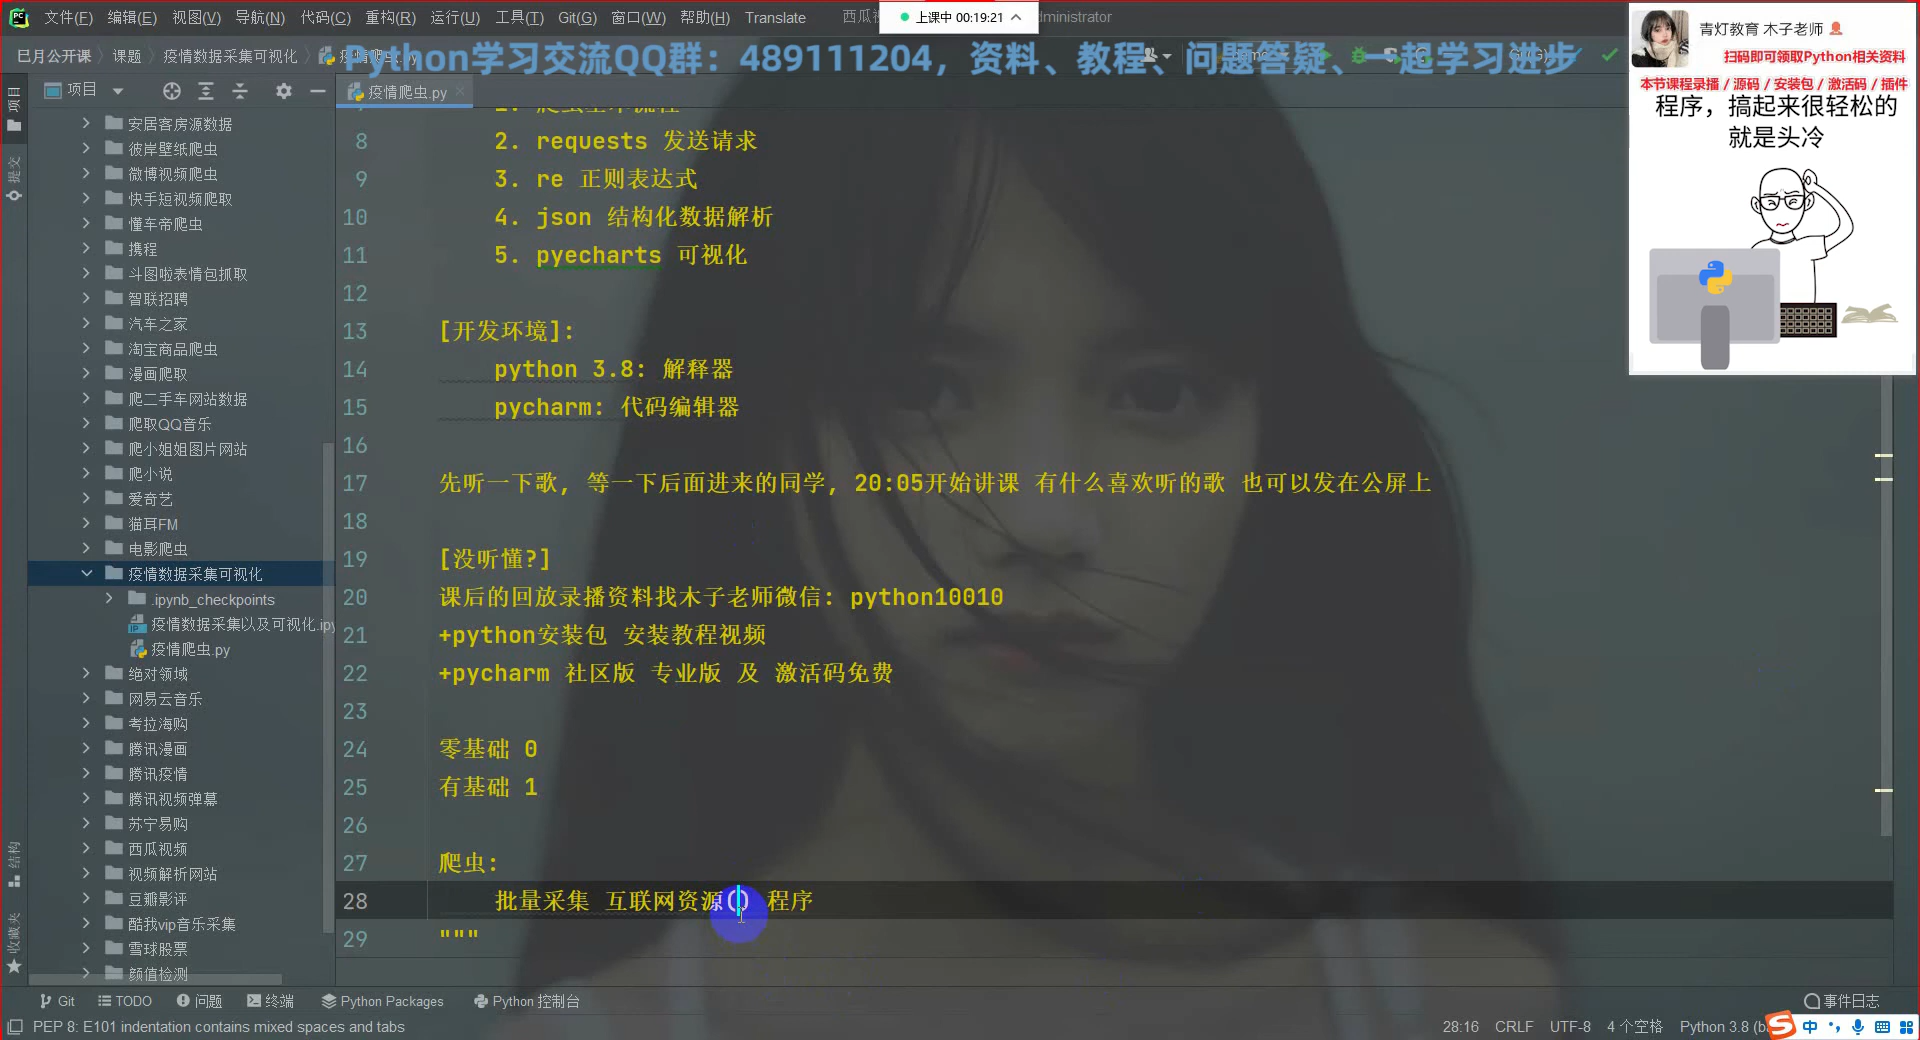 文件(F) 编辑(E) 视图(V) 导航(N) 代码(C) 重构(R) 运行(U) 工具(T) Git(G) 窗口(W) 帮助(H) Translate
上课中 00:19:21
dministrator
巳月公开课 课题 疫情数据采集可视化
Python学习交流QQ群：489111204，资料、教程、问题答疑、一起学习进步
青灯教育 木子老师
扫码即可领取Python相关资料
本节课程录播 / 源码 / 安装包 / 激活码 / 插件
程序，搞起来很轻松的
就是头冷
项目
提交
结构
收藏夹
项目
安居客房源数据
彼岸壁纸爬虫
微博视频爬虫
快手短视频爬取
懂车帝爬虫
携程
斗图啦表情包抓取
智联招聘
汽车之家
淘宝商品爬虫
漫画爬取
爬二手车网站数据
爬取QQ音乐
爬小姐姐图片网站
爬小说
爱奇艺
猫耳FM
电影爬虫
疫情数据采集可视化
.ipynb_checkpoints
疫情数据采集以及可视化.ipy
疫情爬虫.py
绝对领域
网易云音乐
考拉海购
腾讯漫画
腾讯疫情
腾讯视频弹幕
苏宁易购
西瓜视频
视频解析网站
豆瓣影评
酷我vip音乐采集
雪球股票
颜值检测
疫情爬虫.py
8 2. requests 发送请求
9 3. re 正则表达式
10 4. json 结构化数据解析
11 5. pyecharts 可视化
12
13 [开发环境]:
14 python 3.8: 解释器
15 pycharm: 代码编辑器
16
17 先听一下歌, 等一下后面进来的同学, 20:05开始讲课 有什么喜欢听的歌 也可以发在公屏上
18
19 [没听懂?]
20 课后的回放录播资料找木子老师微信: python10010
21 +python安装包 安装教程视频
22 +pycharm 社区版 专业版 及 激活码免费
23
24 零基础 0
25 有基础 1
26
27 爬虫:
28 批量采集 互联网资源() 程序
29 """
Git TODO 问题 终端 Python Packages Python 控制台 事件日志
PEP 8: E101 indentation contains mixed spaces and tabs
28:16 CRLF UTF-8 4 个空格 Python 3.8 (b
中